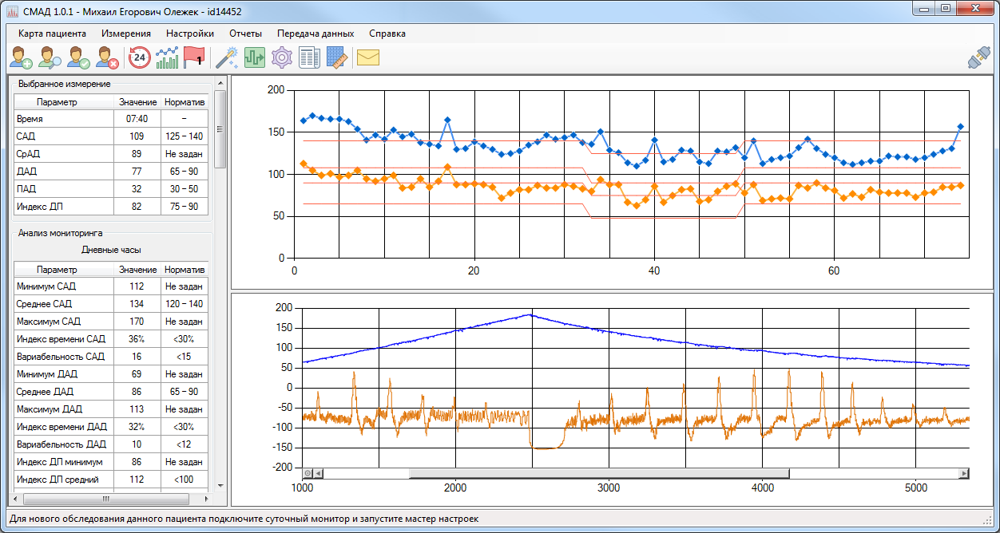 СМАД 1.0.1 - Михаил Егорович Олежек - id14452
Карта пациента Измерения Настройки Отчеты Передача данных Справка
24 1
Выбранное измерение
Параметр Значение Норматив
Время 07:40 –
САД 109 125 – 140
СрАД 89 Не задан
ДАД 77 65 – 90
ПАД 32 30 – 50
Индекс ДП 82 75 – 90
Анализ мониторинга
Дневные часы
Параметр Значение Норматив
Минимум САД 112 Не задан
Среднее САД 134 120 – 140
Максимум САД 170 Не задан
Индекс времени САД 36% <30%
Вариабельность САД 16 <15
Минимум ДАД 69 Не задан
Среднее ДАД 86 65 – 90
Максимум ДАД 113 Не задан
Индекс времени ДАД 32% <30%
Вариабельность ДАД 10 <12
Индекс ДП минимум 86 Не задан
Индекс ДП средний 112 <100
200
150
100
50
0
0 20 40 60
200
150
100
50
0
-50
-100
-150
-200
1000 2000 3000 4000 5000
Для нового обследования данного пациента подключите суточный монитор и запустите мастер настроек